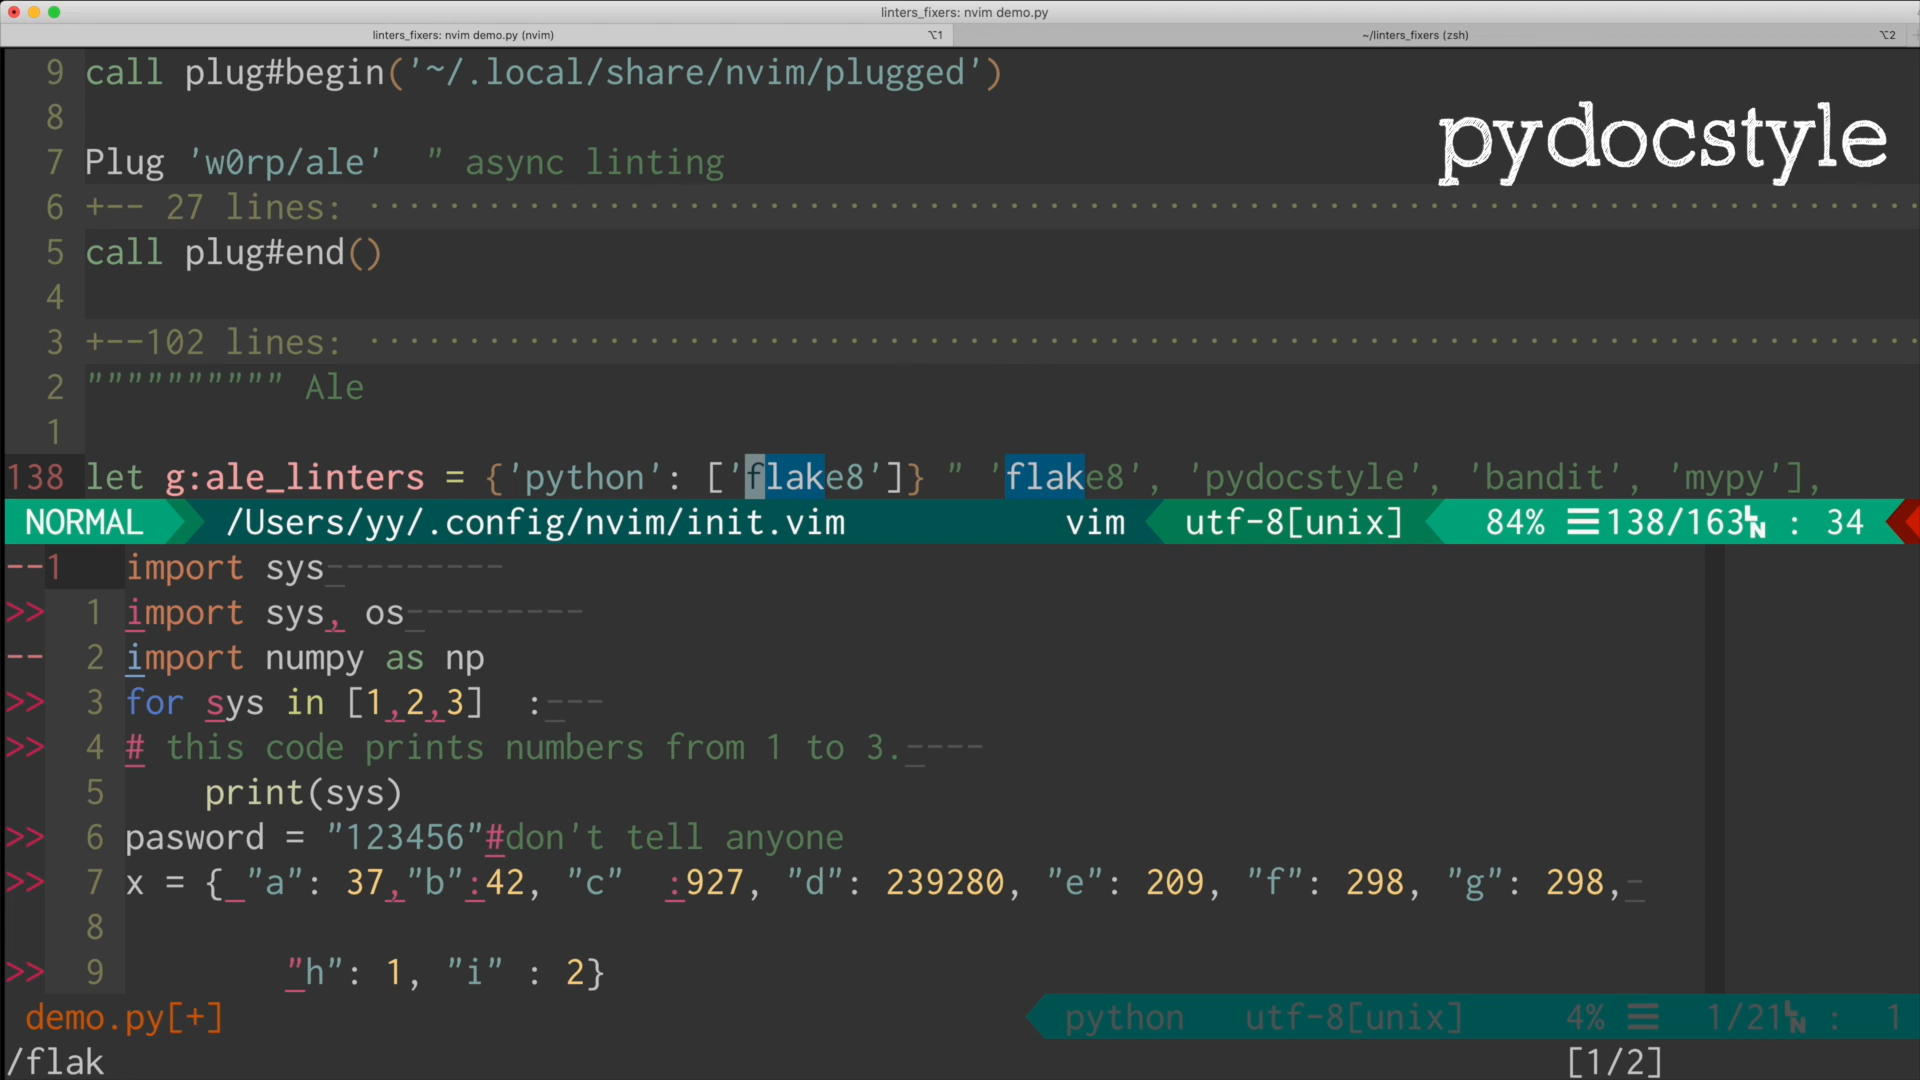 linters_fixers: nvim demo.py
linters_fixers: nvim demo.py (nvim) ⌥1 ~/linters_fixers (zsh) ⌥2
9 call plug#begin('~/.local/share/nvim/plugged')
8
pydocstyle
7 Plug 'w0rp/ale' " async linting
6 +-- 27 lines: ····················································
5 call plug#end()
4
3 +--102 lines: ····················································
2 """""""""" Ale
1
138 let g:ale_linters = {'python': ['flake8']} " 'flake8', 'pydocstyle', 'bandit', 'mypy'],
NORMAL /Users/yy/.config/nvim/init.vim vim utf-8[unix] 84% ☰138/163 LN : 34
--1 import sys_---------
>> 1 import sys, os_---------
-- 2 import numpy as np
>> 3 for sys in [1,2,3]  :_---
>> 4 # this code prints numbers from 1 to 3._----
5     print(sys)
>> 6 pasword = "123456"#don't tell anyone
>> 7 x = {_"a": 37,"b":42, "c"  :927, "d": 239280, "e": 209, "f": 298, "g": 298,_-
8
>> 9         "h": 1, "i" : 2}
demo.py[+] python utf-8[unix] 4% ☰ 1/21 LN : 1
/flak [1/2]